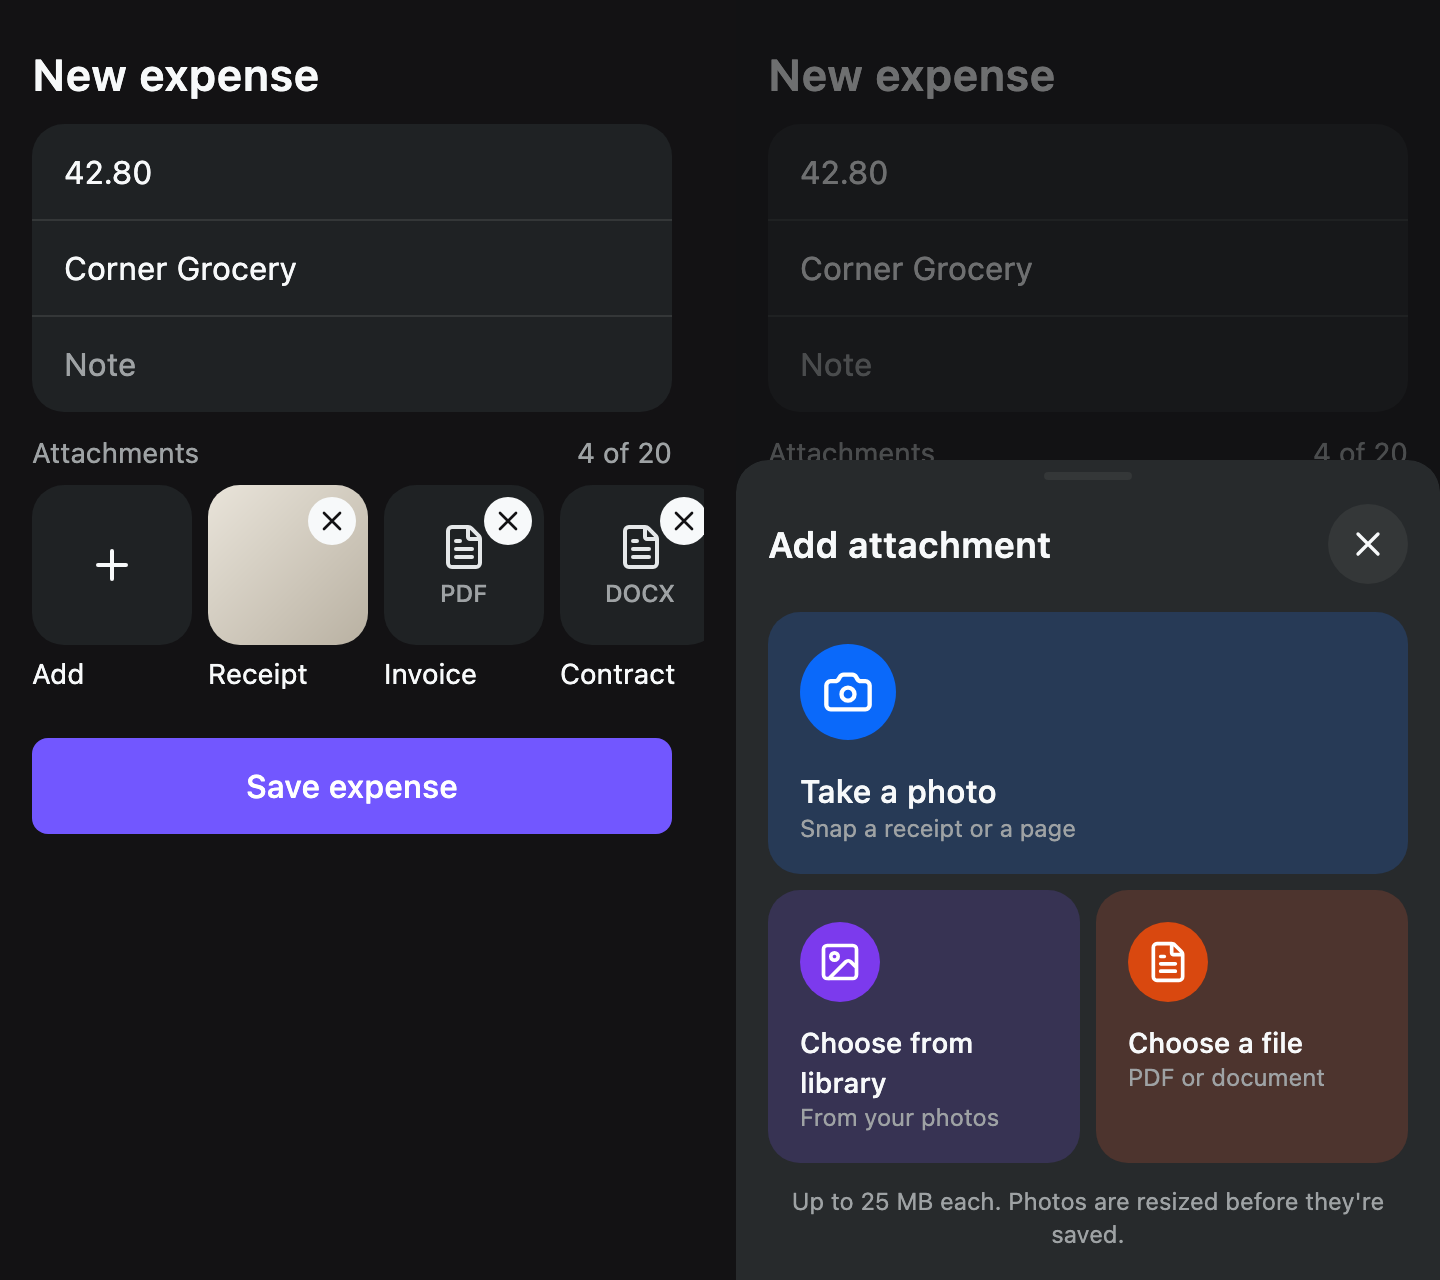 New expense
42.80
Corner Grocery
Note
Attachments
4 of 20
PDF
DOCX
Add
Receipt
Invoice
Contract
Save expense
New expense
42.80
Corner Grocery
Note
Attachments
4 of 20
Add attachment
Take a photo
Snap a receipt or a page
Choose from
library
From your photos
Choose a file
PDF or document
Up to 25 MB each. Photos are resized before they're
saved.